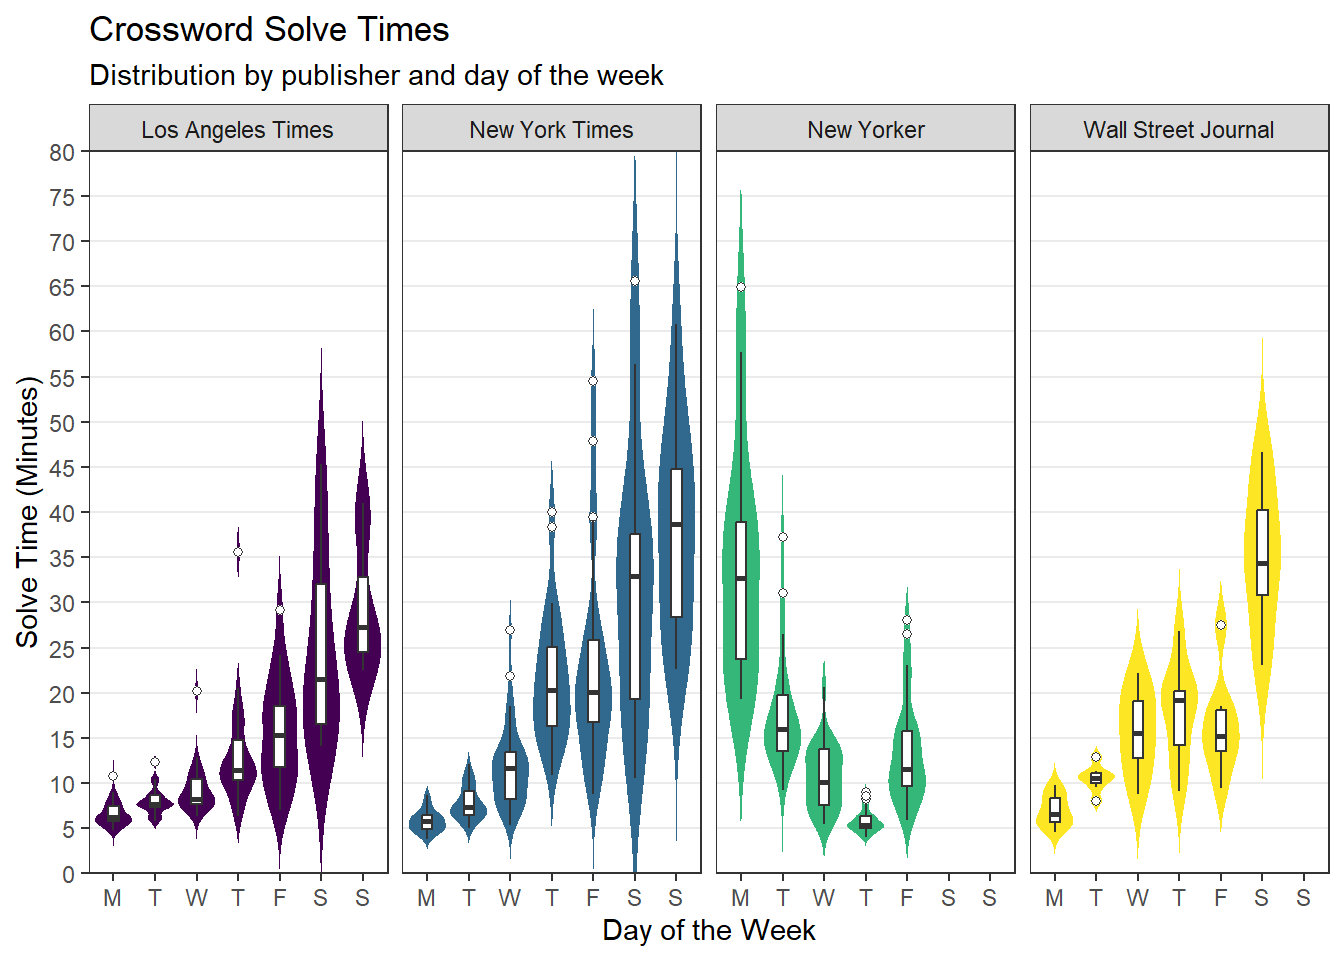 Crossword Solve Times
Distribution by publisher and day of the week
Los Angeles Times
New York Times
New Yorker
Wall Street Journal
Solve Time (Minutes)
80
75
70
65
60
55
50
45
40
35
30
25
20
15
10
5
0
M T W T F S S
M T W T F S S
M T W T F S S
M T W T F S S
Day of the Week